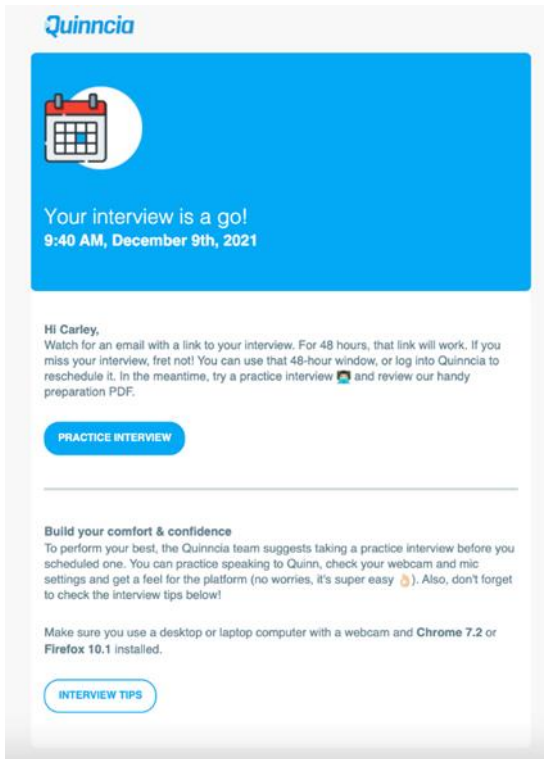 Quinncia
Your interview is a go!
9:40 AM, December 9th, 2021
Hi Carley,
Watch for an email with a link to your interview. For 48 hours, that link will work. If you
miss your interview, fret not! You can use that 48-hour window, or log into Quinncia to
reschedule it. In the meantime, try a practice interview 👨🏻‍💻 and review our handy
preparation PDF.
PRACTICE INTERVIEW
Build your comfort & confidence
To perform your best, the Quinncia team suggests taking a practice interview before you
scheduled one. You can practice speaking to Quinn, check your webcam and mic
settings and get a feel for the platform (no worries, it's super easy 👌🏻). Also, don't forget
to check the interview tips below!
Make sure you use a desktop or laptop computer with a webcam and Chrome 7.2 or
Firefox 10.1 installed.
INTERVIEW TIPS